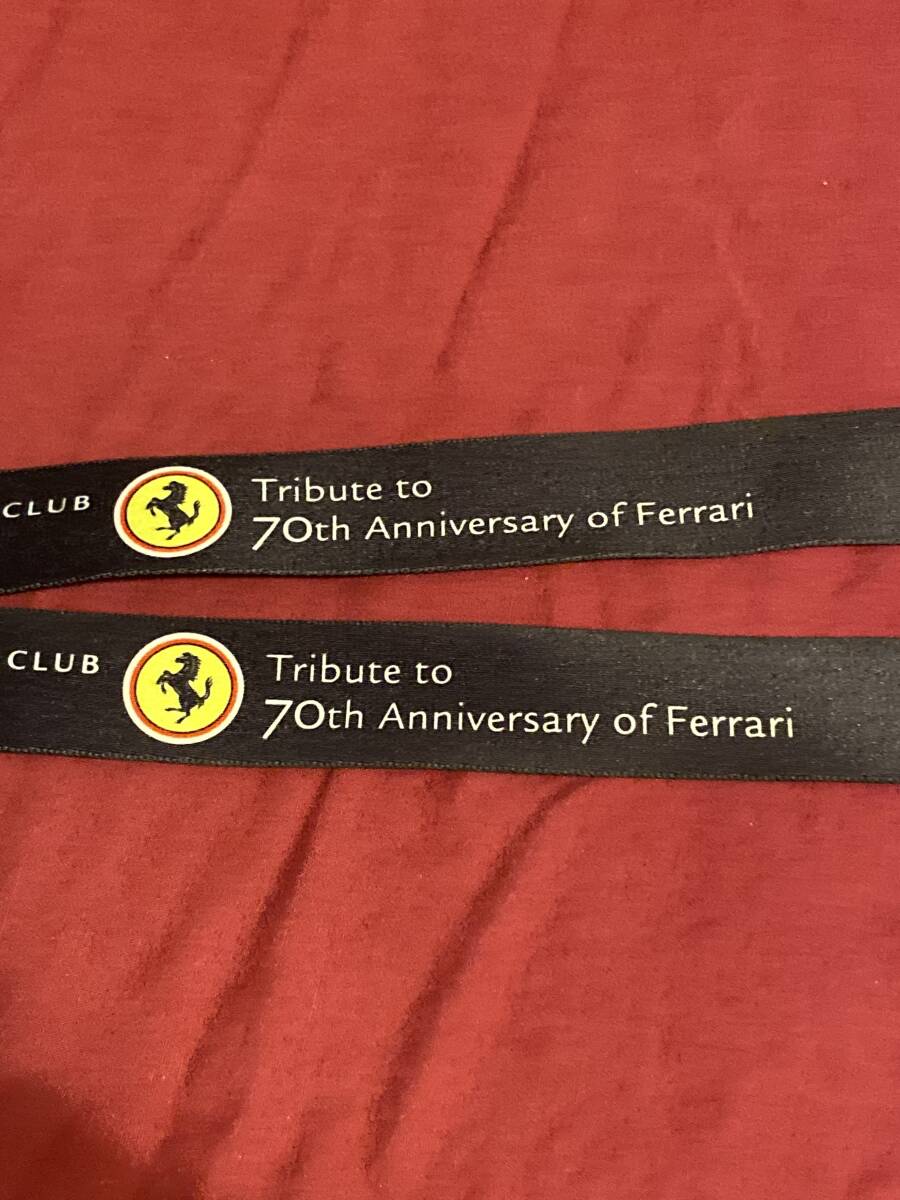 CLUB
Tribute to
70th Anniversary of Ferrari
CLUB
Tribute to
70th Anniversary of Ferrari